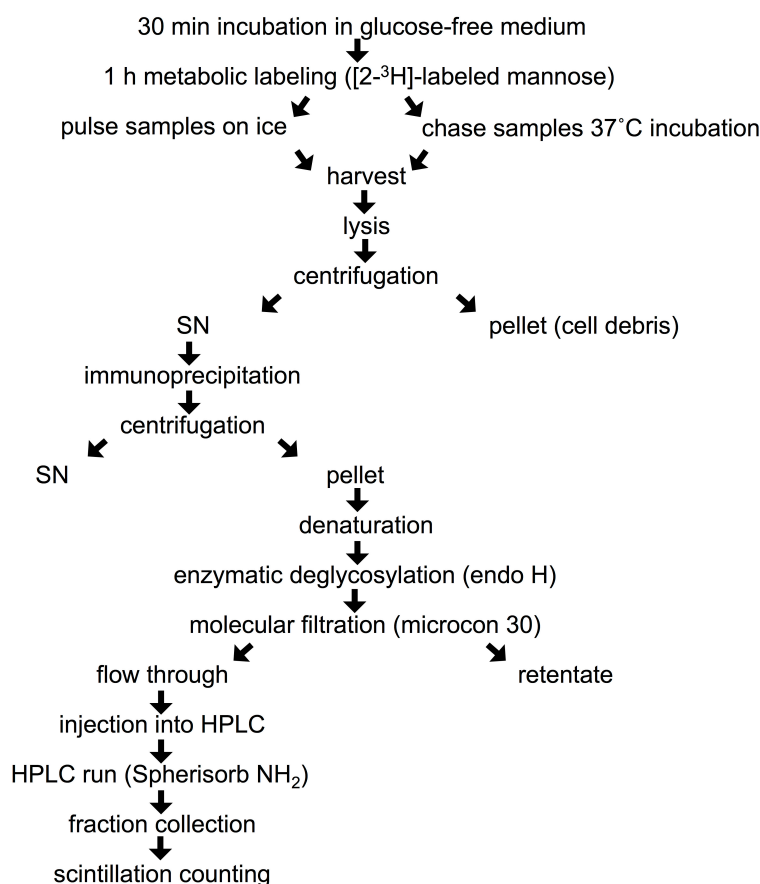 30 min incubation in glucose-free medium
1 h metabolic labeling ([2-³H]-labeled mannose)
pulse samples on ice
chase samples 37˚C incubation
harvest
lysis
centrifugation
SN
pellet (cell debris)
immunoprecipitation
centrifugation
SN
pellet
denaturation
enzymatic deglycosylation (endo H)
molecular filtration (microcon 30)
flow through
retentate
injection into HPLC
HPLC run (Spherisorb NH₂)
fraction collection
scintillation counting